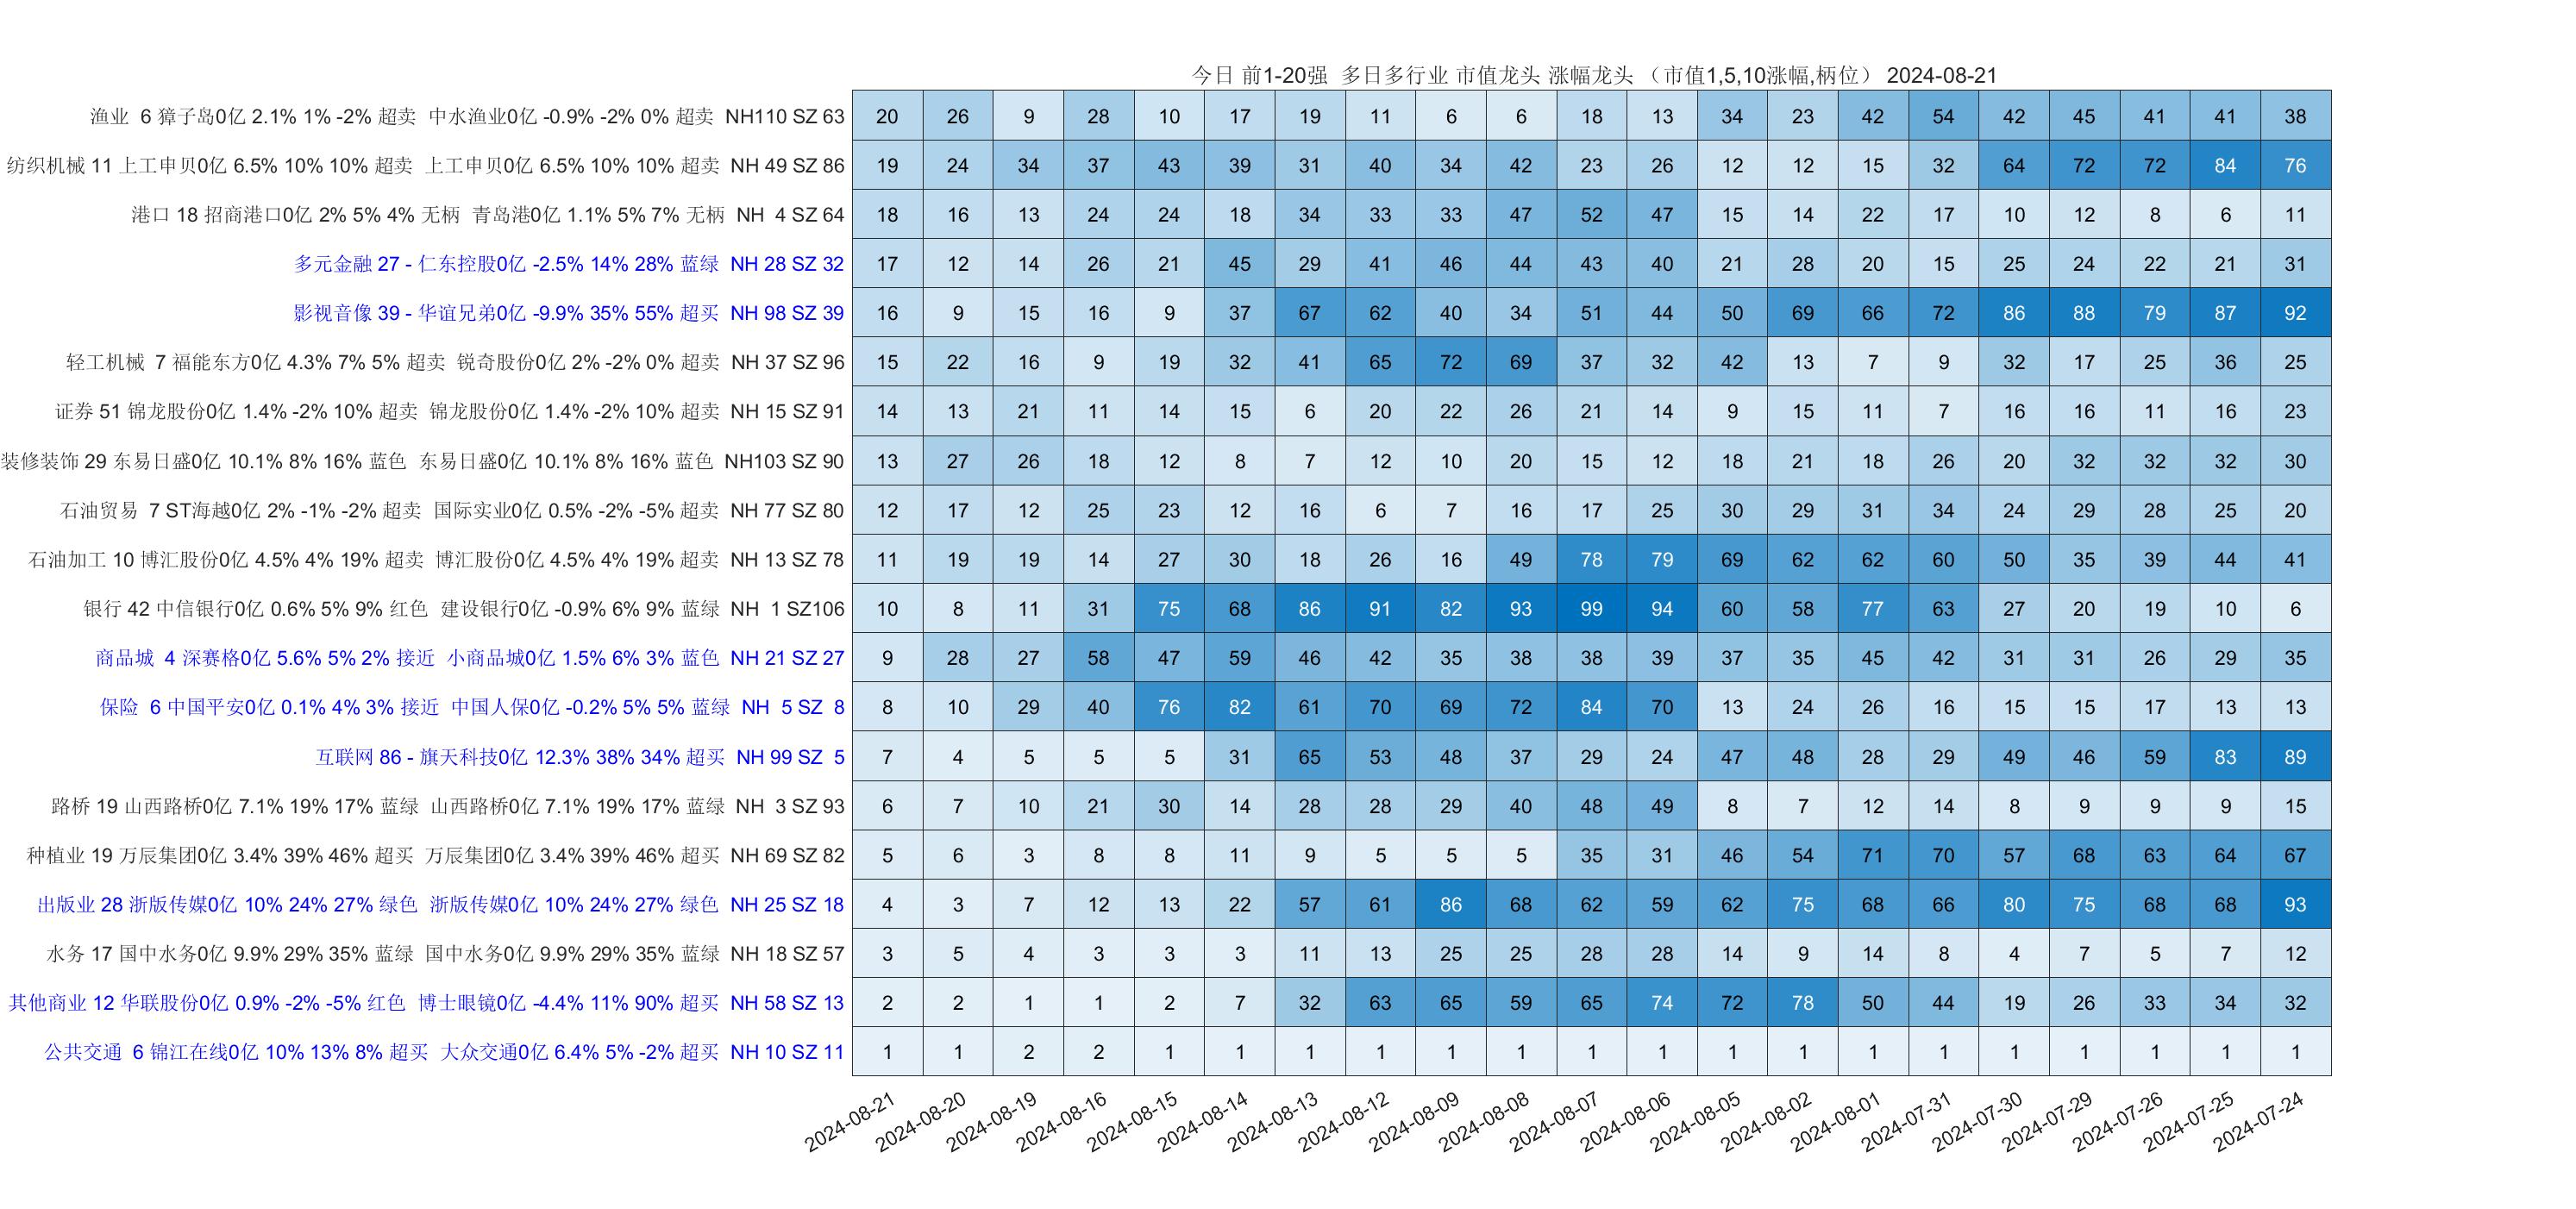 今日 前1-20强 多日多行业 市值龙头 涨幅龙头 （市值1,5,10涨幅,柄位） 2024-08-21
渔业 6 獐子岛0亿 2.1% 1% -2% 超卖 中水渔业0亿 -0.9% -2% 0% 超卖 NH110 SZ 63 20 26 9 28 10 17 19 11 6 6 18 13 34 23 42 54 42 45 41 41 38
纺织机械 11 上工申贝0亿 6.5% 10% 10% 超卖 上工申贝0亿 6.5% 10% 10% 超卖 NH 49 SZ 86 19 24 34 37 43 39 31 40 34 42 23 26 12 12 15 32 64 72 72 84 76
港口 18 招商港口0亿 2% 5% 4% 无柄 青岛港0亿 1.1% 5% 7% 无柄 NH 4 SZ 64 18 16 13 24 24 18 34 33 33 47 52 47 15 14 22 17 10 12 8 6 11
多元金融 27 - 仁东控股0亿 -2.5% 14% 28% 蓝绿 NH 28 SZ 32 17 12 14 26 21 45 29 41 46 44 43 40 21 28 20 15 25 24 22 21 31
影视音像 39 - 华谊兄弟0亿 -9.9% 35% 55% 超买 NH 98 SZ 39 16 9 15 16 9 37 67 62 40 34 51 44 50 69 66 72 86 88 79 87 92
轻工机械 7 福能东方0亿 4.3% 7% 5% 超卖 锐奇股份0亿 2% -2% 0% 超卖 NH 37 SZ 96 15 22 16 9 19 32 41 65 72 69 37 32 42 13 7 9 32 17 25 36 25
证券 51 锦龙股份0亿 1.4% -2% 10% 超卖 锦龙股份0亿 1.4% -2% 10% 超卖 NH 15 SZ 91 14 13 21 11 14 15 6 20 22 26 21 14 9 15 11 7 16 16 11 16 23
装修装饰 29 东易日盛0亿 10.1% 8% 16% 蓝色 东易日盛0亿 10.1% 8% 16% 蓝色 NH103 SZ 90 13 27 26 18 12 8 7 12 10 20 15 12 18 21 18 26 20 32 32 32 30
石油贸易 7 ST海越0亿 2% -1% -2% 超卖 国际实业0亿 0.5% -2% -5% 超卖 NH 77 SZ 80 12 17 12 25 23 12 16 6 7 16 17 25 30 29 31 34 24 29 28 25 20
石油加工 10 博汇股份0亿 4.5% 4% 19% 超卖 博汇股份0亿 4.5% 4% 19% 超卖 NH 13 SZ 78 11 19 19 14 27 30 18 26 16 49 78 79 69 62 62 60 50 35 39 44 41
银行 42 中信银行0亿 0.6% 5% 9% 红色 建设银行0亿 -0.9% 6% 9% 蓝绿 NH 1 SZ106 10 8 11 31 75 68 86 91 82 93 99 94 60 58 77 63 27 20 19 10 6
商品城 4 深赛格0亿 5.6% 5% 2% 接近 小商品城0亿 1.5% 6% 3% 蓝色 NH 21 SZ 27 9 28 27 58 47 59 46 42 35 38 38 39 37 35 45 42 31 31 26 29 35
保险 6 中国平安0亿 0.1% 4% 3% 接近 中国人保0亿 -0.2% 5% 5% 蓝绿 NH 5 SZ 8 8 10 29 40 76 82 61 70 69 72 84 70 13 24 26 16 15 15 17 13 13
互联网 86 - 旗天科技0亿 12.3% 38% 34% 超买 NH 99 SZ 5 7 4 5 5 5 31 65 53 48 37 29 24 47 48 28 29 49 46 59 83 89
路桥 19 山西路桥0亿 7.1% 19% 17% 蓝绿 山西路桥0亿 7.1% 19% 17% 蓝绿 NH 3 SZ 93 6 7 10 21 30 14 28 28 29 40 48 49 8 7 12 14 8 9 9 9 15
种植业 19 万辰集团0亿 3.4% 39% 46% 超买 万辰集团0亿 3.4% 39% 46% 超买 NH 69 SZ 82 5 6 3 8 8 11 9 5 5 5 35 31 46 54 71 70 57 68 63 64 67
出版业 28 浙版传媒0亿 10% 24% 27% 绿色 浙版传媒0亿 10% 24% 27% 绿色 NH 25 SZ 18 4 3 7 12 13 22 57 61 86 68 62 59 62 75 68 66 80 75 68 68 93
水务 17 国中水务0亿 9.9% 29% 35% 蓝绿 国中水务0亿 9.9% 29% 35% 蓝绿 NH 18 SZ 57 3 5 4 3 3 3 11 13 25 25 28 28 14 9 14 8 4 7 5 7 12
其他商业 12 华联股份0亿 0.9% -2% -5% 红色 博士眼镜0亿 -4.4% 11% 90% 超买 NH 58 SZ 13 2 2 1 1 2 7 32 63 65 59 65 74 72 78 50 44 19 26 33 34 32
公共交通 6 锦江在线0亿 10% 13% 8% 超买 大众交通0亿 6.4% 5% -2% 超买 NH 10 SZ 11 1 1 2 2 1 1 1 1 1 1 1 1 1 1 1 1 1 1 1 1 1
2024-08-21 2024-08-20 2024-08-19 2024-08-16 2024-08-15 2024-08-14 2024-08-13 2024-08-12 2024-08-09 2024-08-08 2024-08-07 2024-08-06 2024-08-05 2024-08-02 2024-08-01 2024-07-31 2024-07-30 2024-07-29 2024-07-26 2024-07-25 2024-07-24